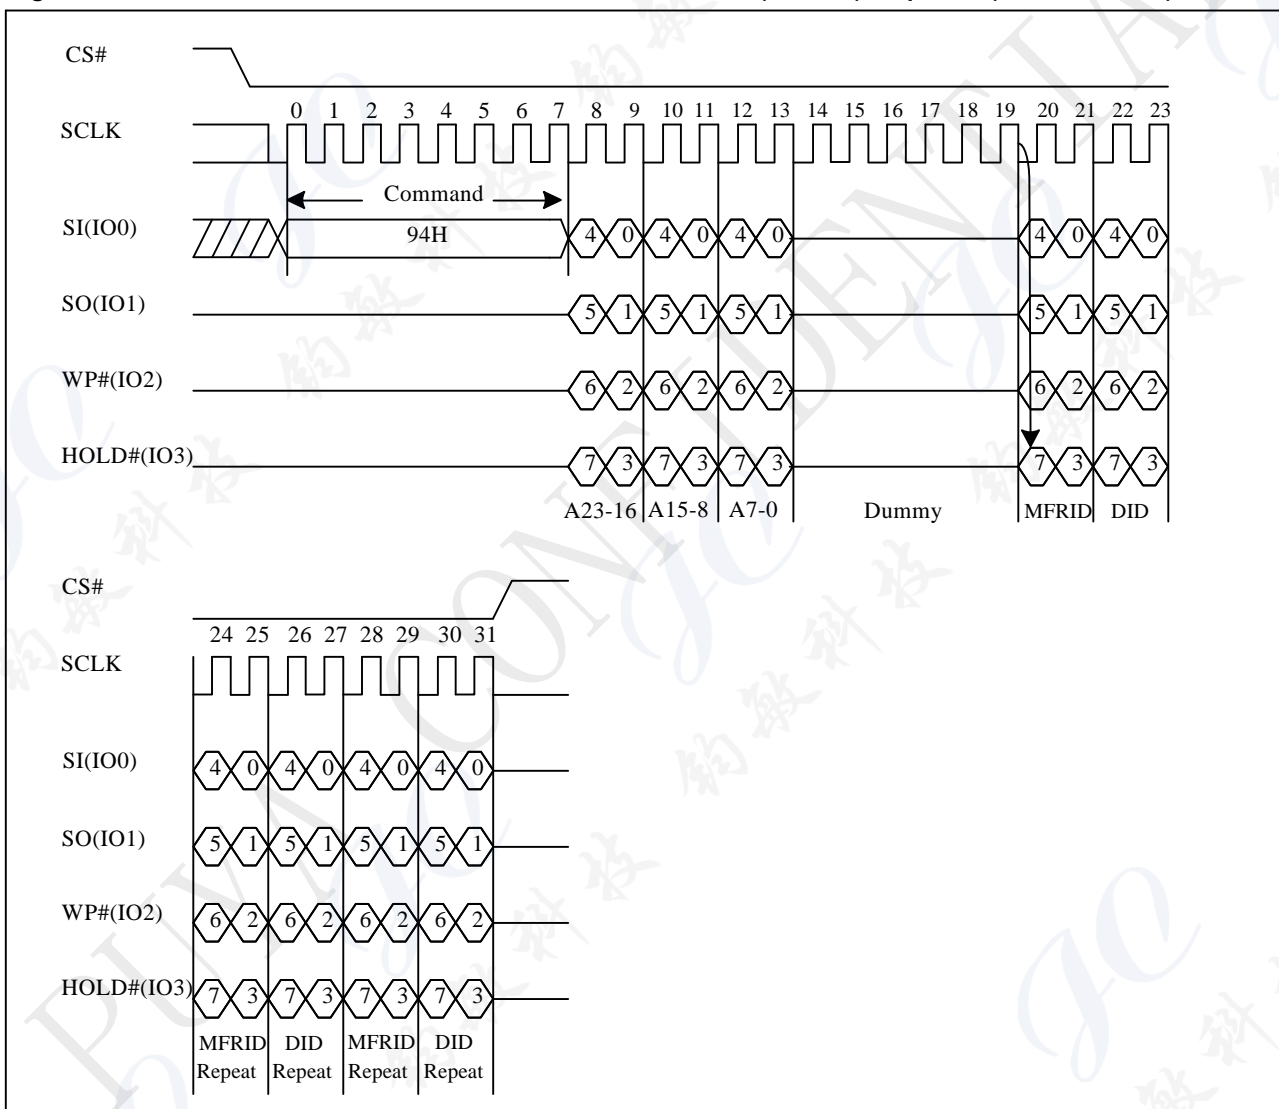 CS#
0 1 2 3 4 5 6 7 8 9 10 11 12 13 14 15 16 17 18 19 20 21 22 23
SCLK
Command
SI(IO0) 94H 4 0 4 0 4 0 4 0 4 0
SO(IO1) 5 1 5 1 5 1 5 1 5 1
WP#(IO2) 6 2 6 2 6 2 6 2 6 2
HOLD#(IO3) 7 3 7 3 7 3 7 3 7 3
A23-16 A15-8 A7-0 Dummy MFRID DID
CS#
24 25 26 27 28 29 30 31
SCLK
SI(IO0) 4 0 4 0 4 0 4 0
SO(IO1) 5 1 5 1 5 1 5 1
WP#(IO2) 6 2 6 2 6 2 6 2
HOLD#(IO3) 7 3 7 3 7 3 7 3
MFRID DID MFRID DID
Repeat Repeat Repeat Repeat
PUYA CONFIDENTIAL